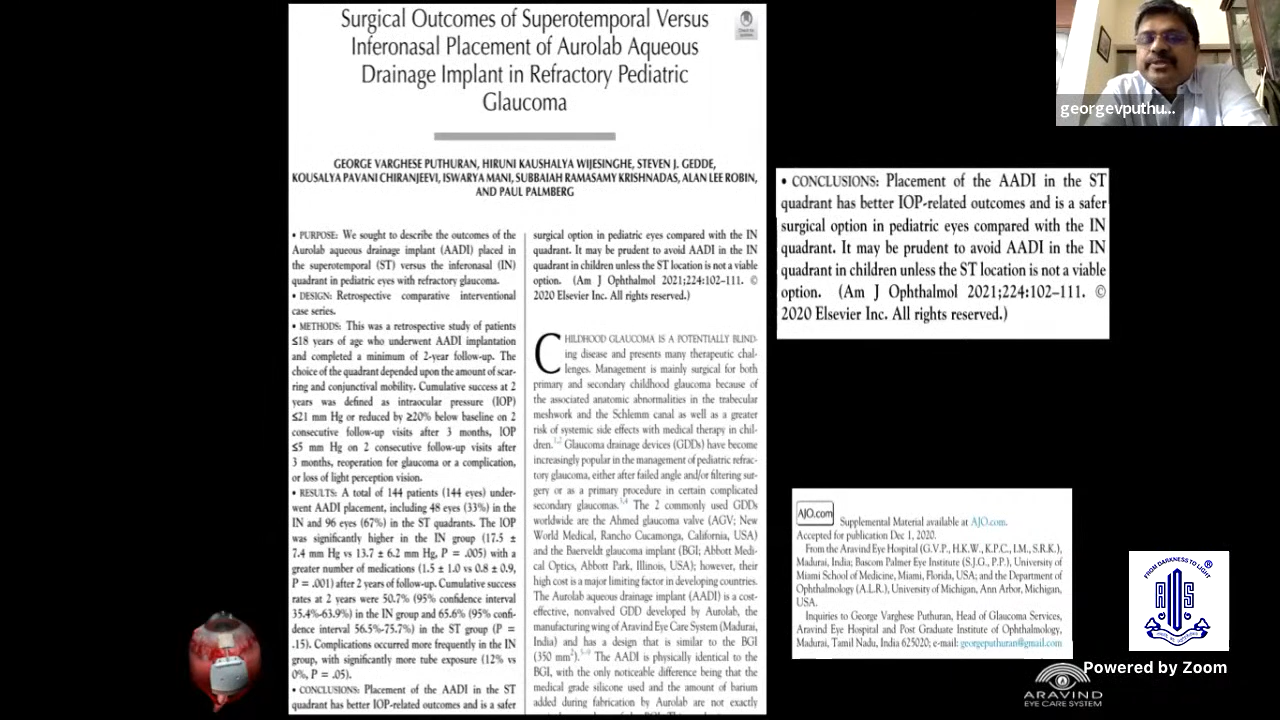 Surgical Outcomes of Superotemporal Versus
Inferonasal Placement of Aurolab Aqueous
Drainage Implant in Refractory Pediatric
Glaucoma
GEORGE VARGHESE PUTHURAN, HIRUNI KAUSHALYA WIJESINGHE, STEVEN J. GEDDE,
KOUSALYA PAVANI CHIRANJEEVI, ISWARYA MANI, SUBBAIAH RAMASAMY KRISHNADAS, ALAN LEE ROBIN,
AND PAUL PALMBERG
• PURPOSE: We sought to describe the outcomes of the
Aurolab aqueous drainage implant (AADI) placed in
the superotemporal (ST) versus the inferonasal (IN)
quadrant in pediatric eyes with refractory glaucoma.
• DESIGN: Retrospective comparative interventional
case series.
• METHODS: This was a retrospective study of patients
≤18 years of age who underwent AADI implantation
and completed a minimum of 2-year follow-up. The
choice of the quadrant depended upon the amount of scar-
ring and conjunctival mobility. Cumulative success at 2
years was defined as intraocular pressure (IOP)
≤21 mm Hg or reduced by ≥20% below baseline on 2
consecutive follow-up visits after 3 months, IOP
≤5 mm Hg on 2 consecutive follow-up visits after
3 months, reoperation for glaucoma or a complication,
or loss of light perception vision.
• RESULTS: A total of 144 patients (144 eyes) under-
went AADI placement, including 48 eyes (33%) in the
IN and 96 eyes (67%) in the ST quadrants. The IOP
was significantly higher in the IN group (17.5 ±
7.4 mm Hg vs 13.7 ± 6.2 mm Hg, P = .005) with a
greater number of medications (1.5 ± 1.0 vs 0.8 ± 0.9,
P = .001) after 2 years of follow-up. Cumulative success
rates at 2 years were 50.7% (95% confidence interval
35.4%-63.9%) in the IN group and 65.6% (95% confi-
dence interval 56.5%-75.7%) in the ST group (P =
.15). Complications occurred more frequently in the IN
group, with significantly more tube exposure (12% vs
0%, P = .05).
• CONCLUSIONS: Placement of the AADI in the ST
quadrant has better IOP-related outcomes and is a safer
surgical option in pediatric eyes compared with the IN
quadrant. It may be prudent to avoid AADI in the IN
quadrant in children unless the ST location is not a viable
option. (Am J Ophthalmol 2021;224:102–111. ©
2020 Elsevier Inc. All rights reserved.)
CHILDHOOD GLAUCOMA IS A POTENTIALLY BLIND-
ing disease and presents many therapeutic chal-
lenges. Management is mainly surgical for both
primary and secondary childhood glaucoma because of
the associated anatomic abnormalities in the trabecular
meshwork and the Schlemm canal as well as a greater
risk of systemic side effects with medical therapy in chil-
dren. Glaucoma drainage devices (GDDs) have become
increasingly popular in the management of pediatric refrac-
tory glaucoma, either after failed angle and/or filtering sur-
gery or as a primary procedure in certain complicated
secondary glaucomas. The 2 commonly used GDDs
worldwide are the Ahmed glaucoma valve (AGV; New
World Medical, Rancho Cucamonga, California, USA)
and the Baerveldt glaucoma implant (BGI; Abbott Medi-
cal Optics, Abbott Park, Illinois, USA); however, their
high cost is a major limiting factor in developing countries.
The Aurolab aqueous drainage implant (AADI) is a cost-
effective, nonvalved GDD developed by Aurolab, the
manufacturing wing of Aravind Eye Care System (Madurai,
India) and has a design that is similar to the BGI
(350 mm²). The AADI is physically identical to the
BGI, with the only noticeable difference being that the
medical grade silicone used and the amount of barium
added during fabrication by Aurolab are not exactly
georgevputhu...
• CONCLUSIONS: Placement of the AADI in the ST
quadrant has better IOP-related outcomes and is a safer
surgical option in pediatric eyes compared with the IN
quadrant. It may be prudent to avoid AADI in the IN
quadrant in children unless the ST location is not a viable
option. (Am J Ophthalmol 2021;224:102–111. ©
2020 Elsevier Inc. All rights reserved.)
AJO.com Supplemental Material available at AJO.com.
Accepted for publication Dec 1, 2020.
From the Aravind Eye Hospital (G.V.P., H.K.W., K.P.C., I.M., S.R.K.),
Madurai, India; Bascom Palmer Eye Institute (S.J.G., P.P.), University of
Miami School of Medicine, Miami, Florida, USA; and the Department of
Ophthalmology (A.L.R.), University of Michigan, Ann Arbor, Michigan,
USA.
Inquiries to George Varghese Puthuran, Head of Glaucoma Services,
Aravind Eye Hospital and Post Graduate Institute of Ophthalmology,
Madurai, Tamil Nadu, India 625020; e-mail: georgeputhuran@gmail.com
FROM DARKNESS TO LIGHT
AIOS
Powered by Zoom
ARAVIND
EYE CARE SYSTEM